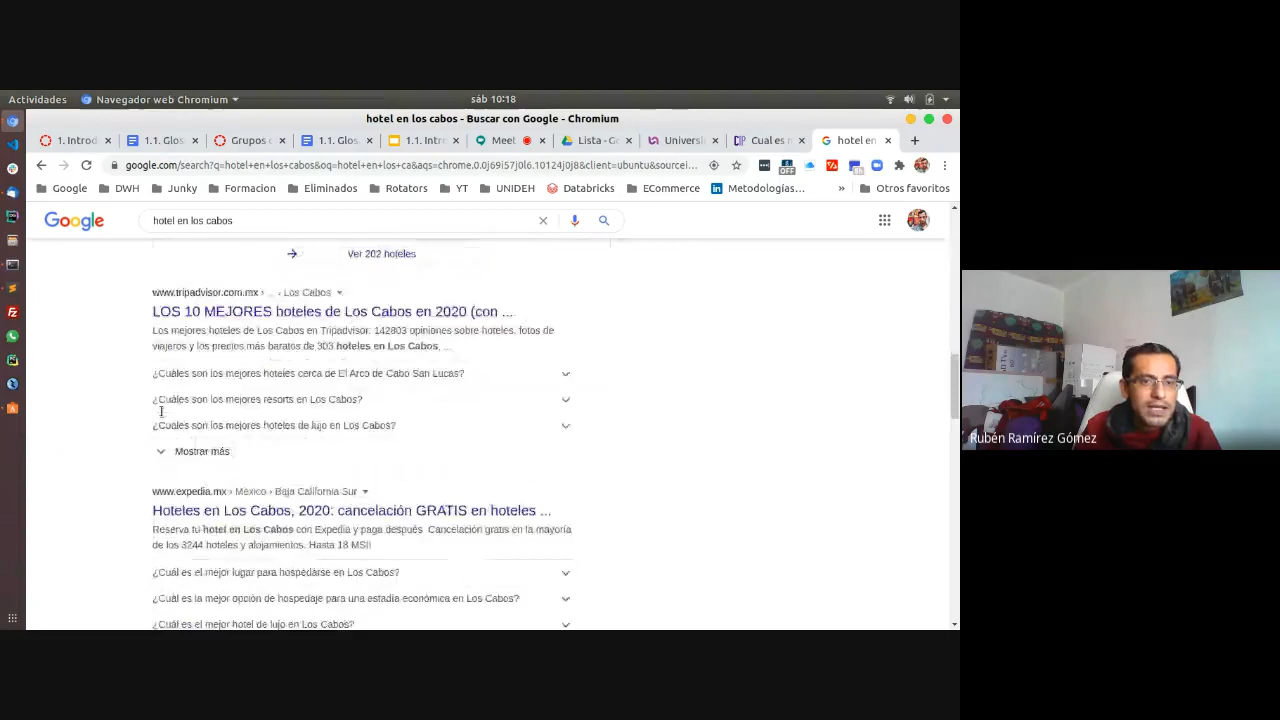 Actividades
Navegador web Chromium
sáb 10:18
hotel en los cabos - Buscar con Google - Chromium
1. Introd
1.1. Glos
Grupos
1.1. Glos.
1.1. Intr
Meet
Lista - Go
Universi
Cual es
hotel en
google.com/search?q=hotel+en+los+cabos&oq=hotel+en+los+ca&aqs=chrome.0.0j69i57j0l6.10124j0j8&client=ubuntu&sourcei...
OFF
Google
DWH
Junky
Formacion
Eliminados
Rotators
YT
UNIDEH
Databricks
ECommerce
Metodologías...
»
Otros favoritos
Google
hotel en los cabos
Ver 202 hoteles
www.tripadvisor.com.mx › ... › Los Cabos
LOS 10 MEJORES hoteles de Los Cabos en 2020 (con ...
Los mejores hoteles de Los Cabos en Tripadvisor. 142803 opiniones sobre hoteles. fotos de
viajeros y los precios más baratos de 303 hoteles en Los Cabos, ...
¿Cuáles son los mejores hoteles cerca de El Arco de Cabo San Lucas?
¿Cuáles son los mejores resorts en Los Cabos?
¿Cuáles son los mejores hoteles de lujo en Los Cabos?
Mostrar más
www.expedia.mx › México › Baja California Sur
Hoteles en Los Cabos, 2020: cancelación GRATIS en hoteles ...
Reserva tu hotel en Los Cabos con Expedia y paga después Cancelación gratis en la mayoría
de los 3244 hoteles y alojamientos. Hasta 18 MSI!
¿Cuál es el mejor lugar para hospedarse en Los Cabos?
¿Cuál es la mejor opción de hospedaje para una estadía económica en Los Cabos?
¿Cuál es el mejor hotel de lujo en Los Cabos?
Rubén Ramírez Gómez